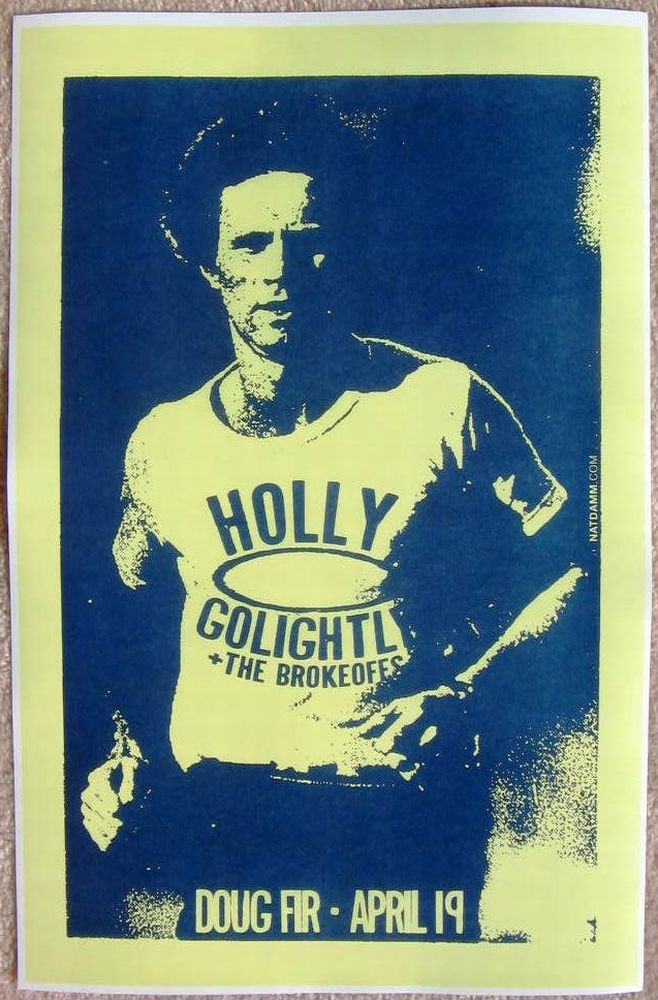 HOLLY
GOLIGHTL
+THE BROKEOFFS
NATDAMM.COM
DOUG FIR · APRIL 19